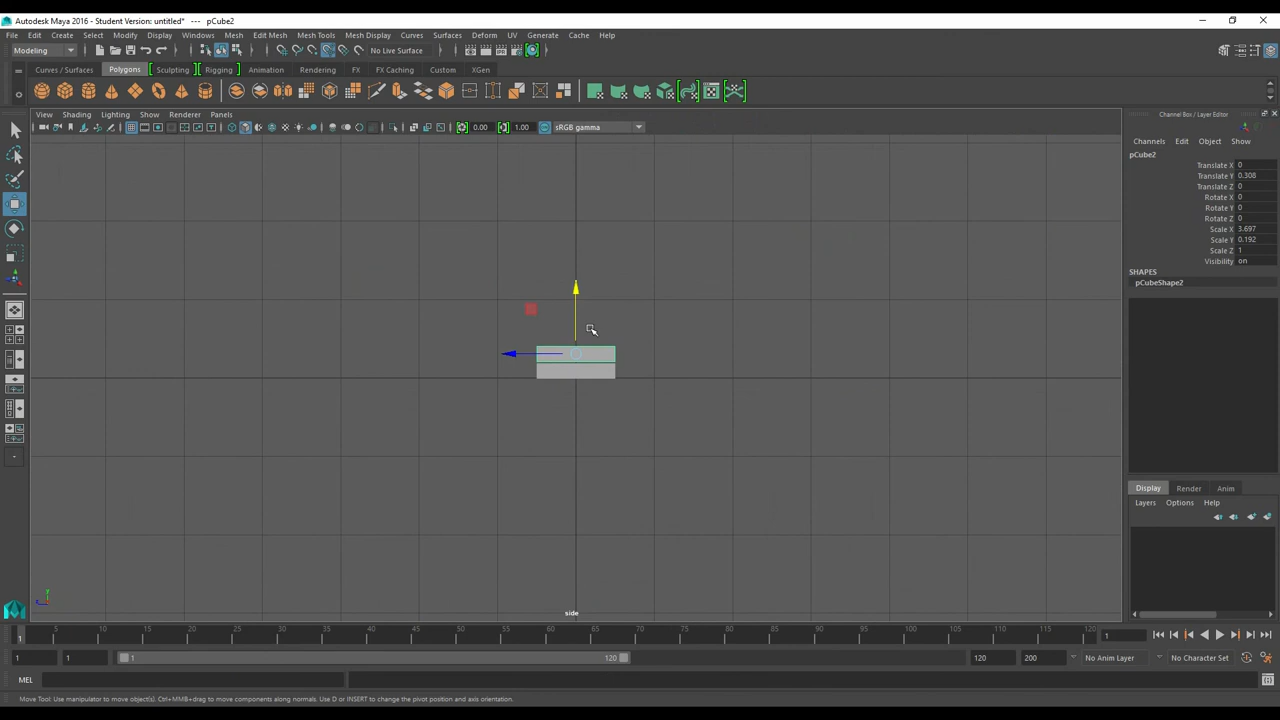 Autodesk Maya 2016 - Student Version: untitled* --- pCube2
File Edit Create Select Modify Display Windows Mesh Edit Mesh Mesh Tools Mesh Display Curves Surfaces Deform UV Generate Cache Help
Modeling No Live Surface
Curves / Surfaces Polygons Sculpting Rigging Animation Rendering FX FX Caching Custom XGen
View Shading Lighting Show Renderer Panels
0.00 1.00 sRGB gamma
Channel Box / Layer Editor
Channels Edit Object Show
pCube2
Translate X 0
Translate Y 0.308
Translate Z 0
Rotate X 0
Rotate Y 0
Rotate Z 0
Scale X 3.697
Scale Y 0.192
Scale Z 1
Visibility on
SHAPES
pCubeShape2
Display Render Anim
Layers Options Help
side
1 5 10 15 20 25 30 35 40 45 50 55 60 65 70 75 80 85 90 95 100 105 110 115 120 1
1 1 1 120 120 200 No Anim Layer No Character Set
MEL
Move Tool: Use manipulator to move object(s). Ctrl+MMB+drag to move components along normals. Use D or INSERT to change the pivot position and axis orientation.